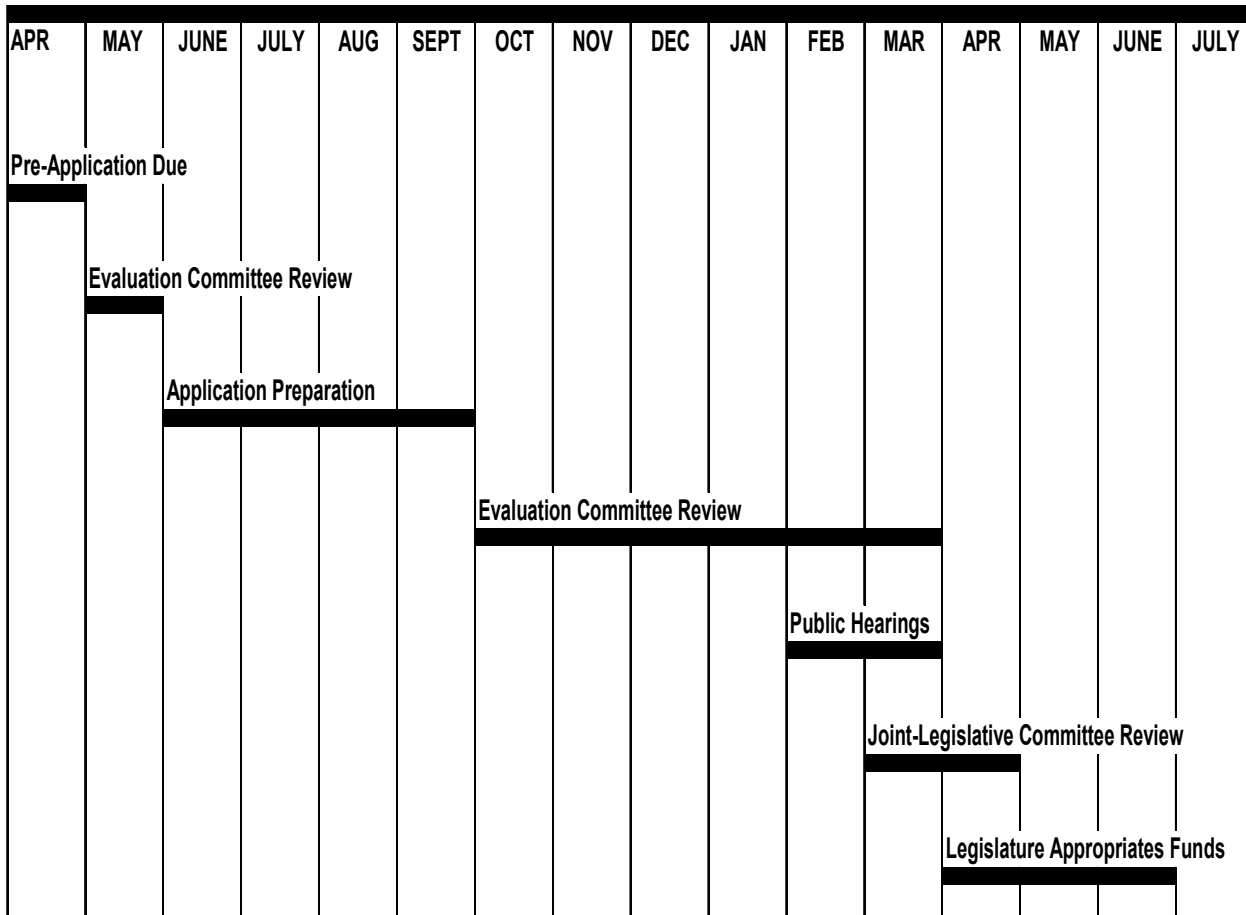 APR MAY JUNE JULY AUG SEPT OCT NOV DEC JAN FEB MAR APR MAY JUNE JULY
Pre-Application Due
Evaluation Committee Review
Application Preparation
Evaluation Committee Review
Public Hearings
Joint-Legislative Committee Review
Legislature Appropriates Funds